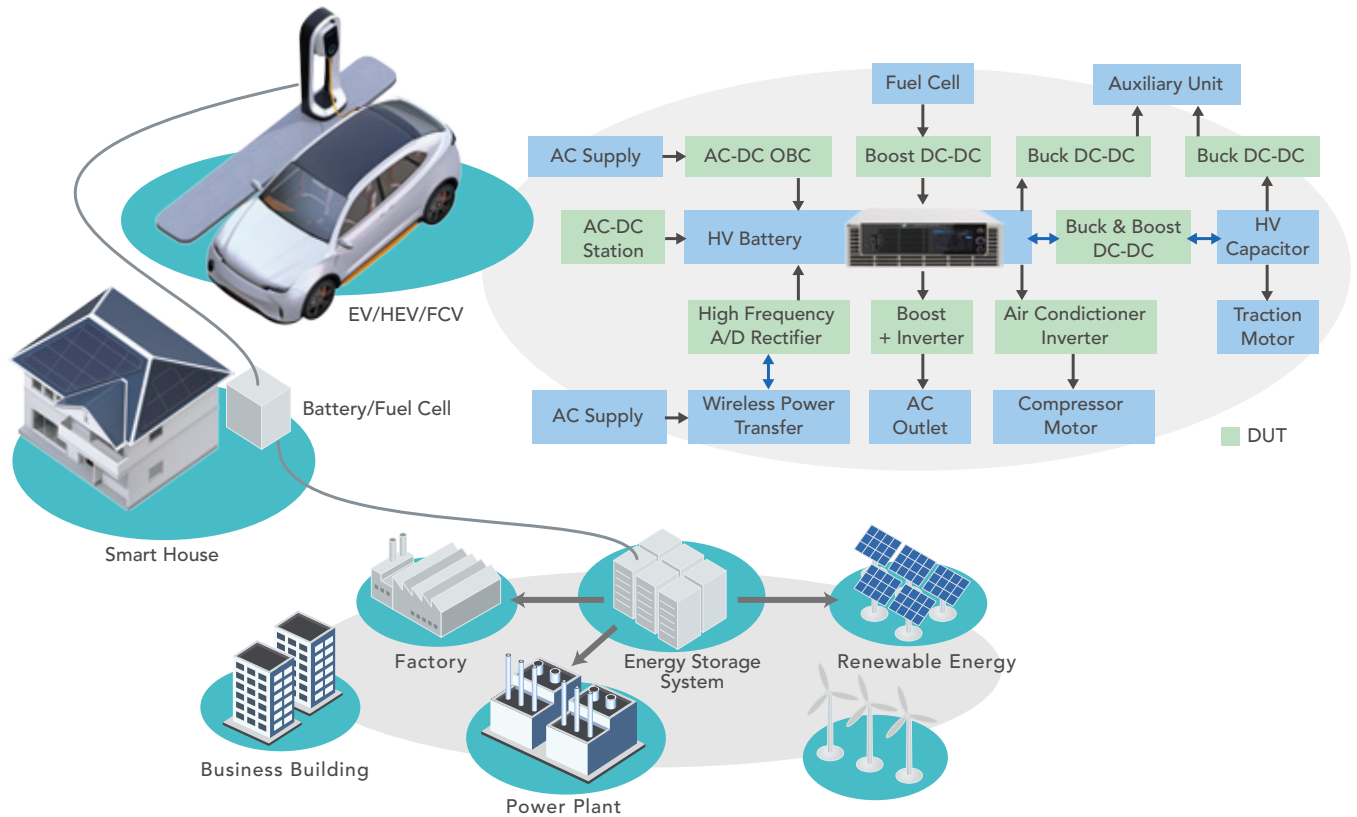 Fuel Cell
Auxiliary Unit
AC Supply
AC-DC OBC
Boost DC-DC
Buck DC-DC
Buck DC-DC
AC-DC
Station
HV Battery
Buck & Boost
DC-DC
HV
Capacitor
EV/HEV/FCV
High Frequency
A/D Rectifier
Boost
+ Inverter
Air Condictioner
Inverter
Traction
Motor
Battery/Fuel Cell
AC Supply
Wireless Power
Transfer
AC
Outlet
Compressor
Motor
DUT
Smart House
Factory
Energy Storage
System
Renewable Energy
Business Building
Power Plant